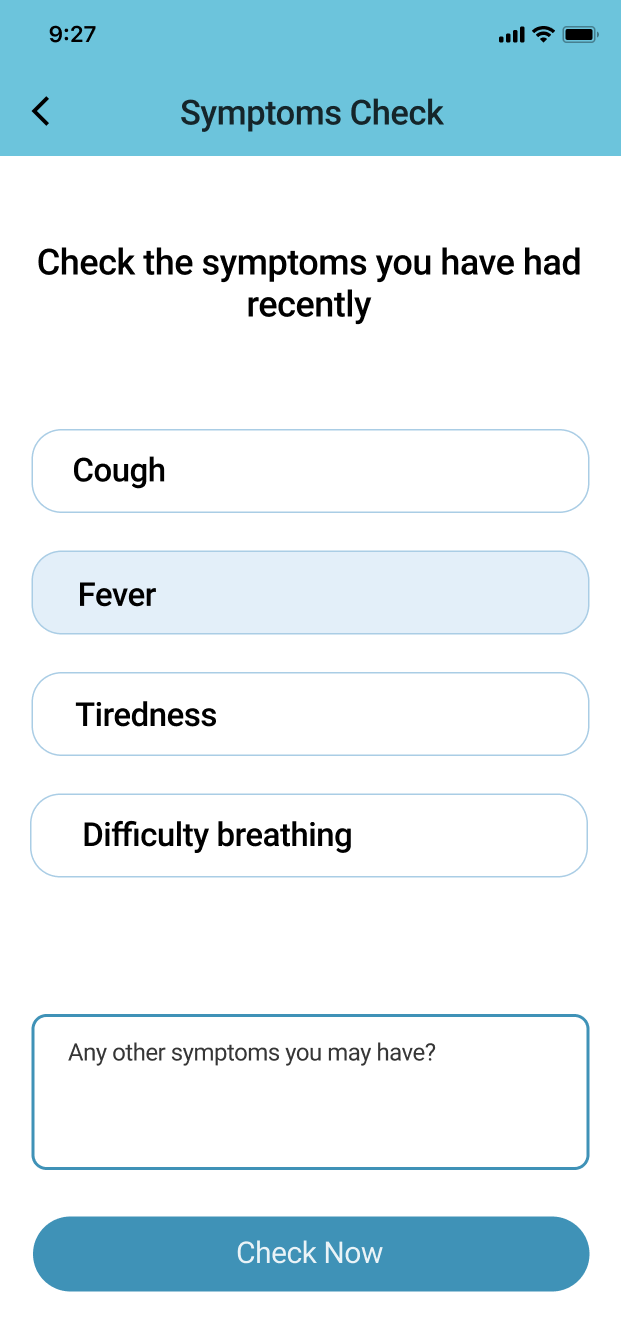 9:27
Symptoms Check
Check the symptoms you have had
recently
Cough
Fever
Tiredness
Difficulty breathing
Any other symptoms you may have?
Check Now